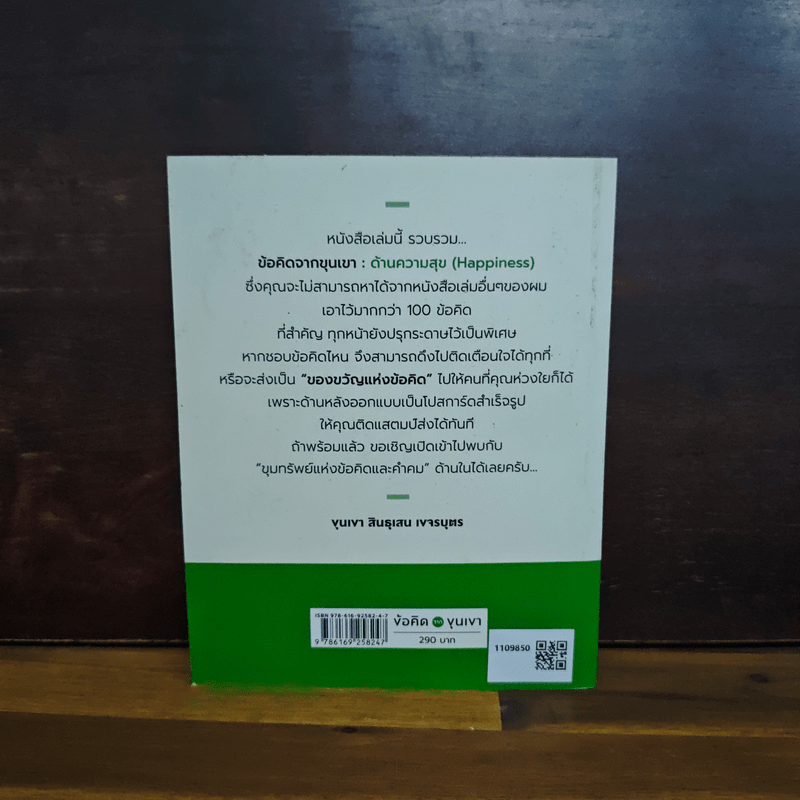 หนังสือเล่มนี้ รวบรวม...
ข้อคิดจากขุนเขา : ด้านความสุข (Happiness)
ซึ่งคุณจะไม่สามารถหาได้จากหนังสือเล่มอื่นๆของผม
เอาไว้มากกว่า 100 ข้อคิด
ที่สำคัญ ทุกหน้ายังปรุกระดาษไว้เป็นพิเศษ
หากชอบข้อคิดไหน จึงสามารถดึงไปติดเตือนใจได้ทุกที่
หรือจะส่งเป็น “ของขวัญแห่งข้อคิด” ไปให้คนที่คุณห่วงใยก็ได้
เพราะด้านหลังออกแบบเป็นโปสการ์ดสำเร็จรูป
ให้คุณติดแสตมป์ส่งได้ทันที
ถ้าพร้อมแล้ว ขอเชิญเปิดเข้าไปพบกับ
“ขุมทรัพย์แห่งข้อคิดและคำคม” ด้านในได้เลยครับ...
ขุนเขา สินธุเสน เขจรบุตร
ISBN 978-616-92582-4-7
9 786169 258247
ข้อคิด จาก ขุนเขา
290 บาท
1109850